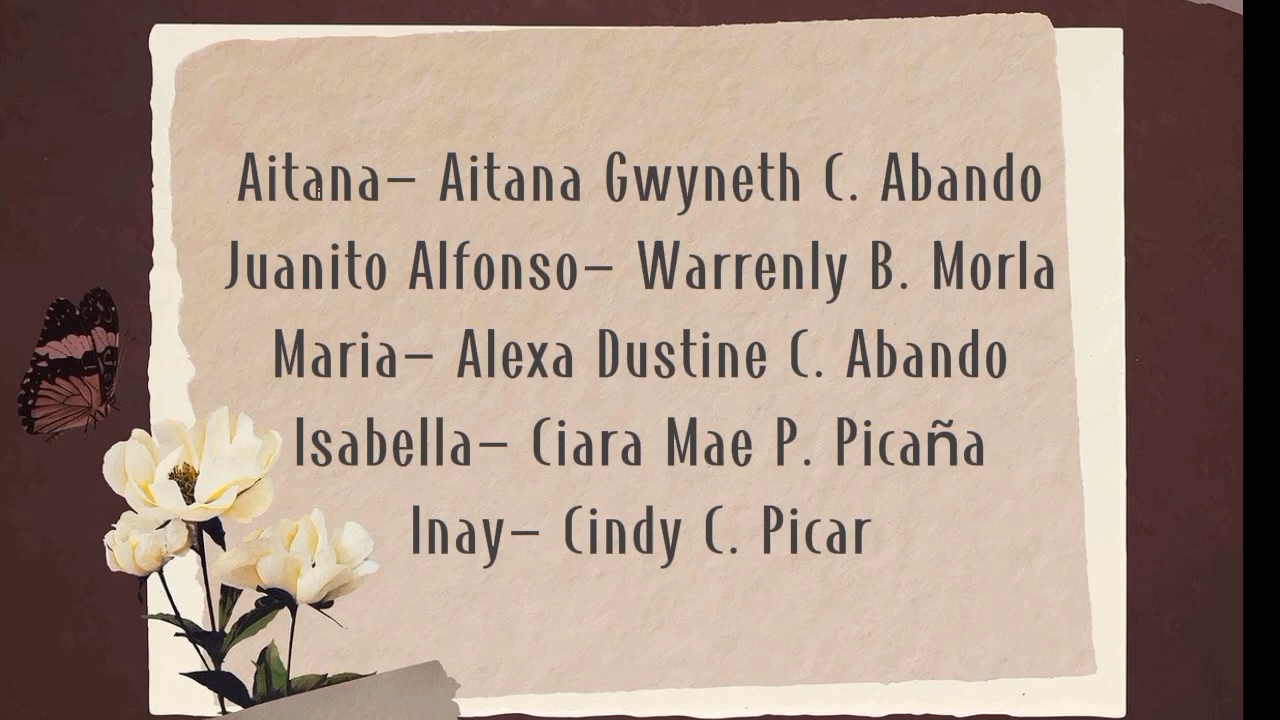 Aitana– Aitana Gwyneth C. Abando
Juanito Alfonso– Warrenly B. Morla
Maria– Alexa Dustine C. Abando
Isabella– Ciara Mae P. Picaña
Inay– Cindy C. Picar